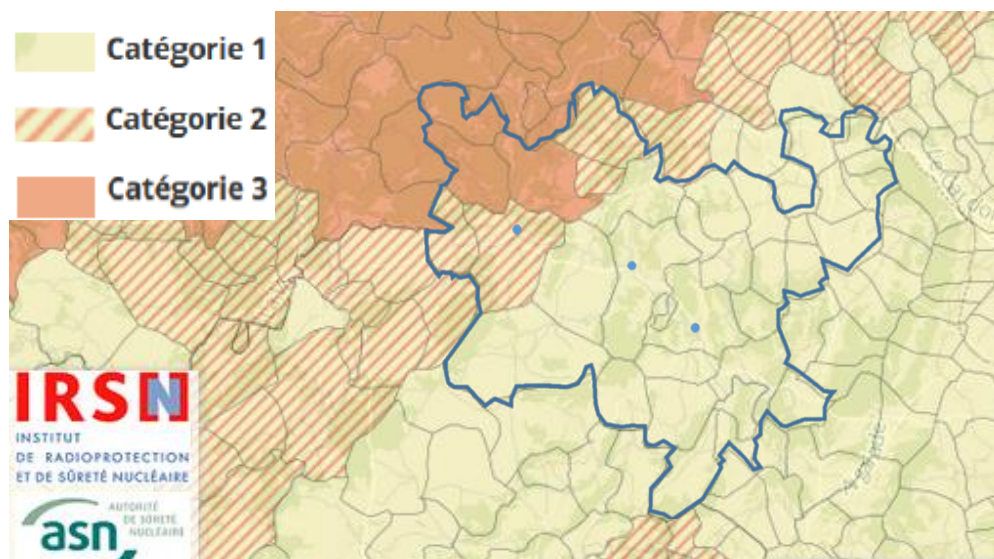 Catégorie 1
Catégorie 2
Catégorie 3
IRSN
INSTITUT
DE RADIOPROTECTION
ET DE SÛRETÉ NUCLÉAIRE
AUTORITÉ
DE SÛRETÉ
NUCLÉAIRE
asn